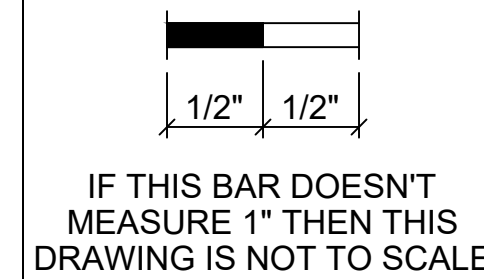 1/2" 1/2"
IF THIS BAR DOESN'T
MEASURE 1" THEN THIS
DRAWING IS NOT TO SCALE